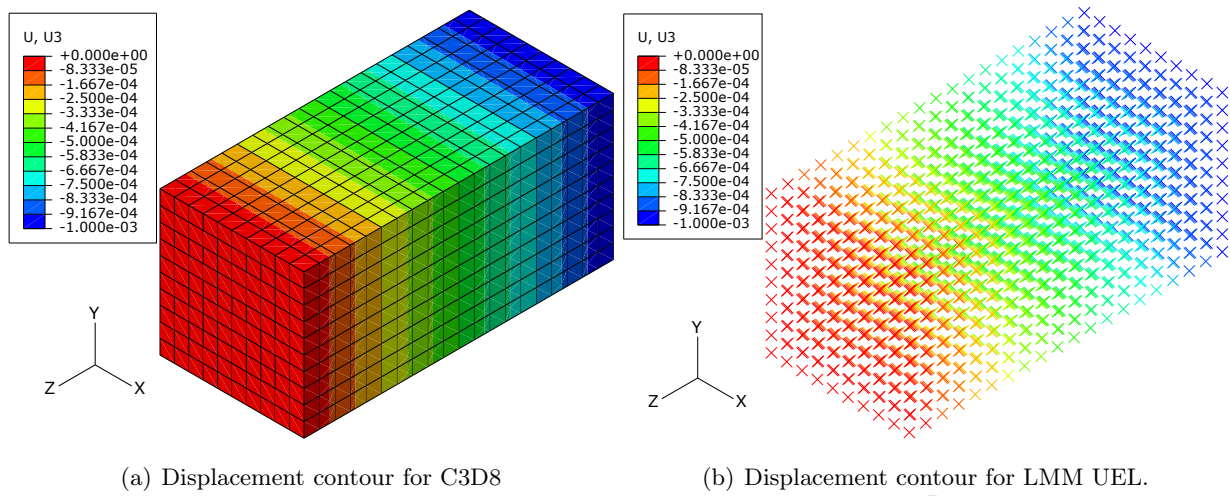 U, U3
+0.000e+00
-8.333e-05
-1.667e-04
-2.500e-04
-3.333e-04
-4.167e-04
-5.000e-04
-5.833e-04
-6.667e-04
-7.500e-04
-8.333e-04
-9.167e-04
-1.000e-03
Y
Z
X
(a) Displacement contour for C3D8
U, U3
+0.000e+00
-8.333e-05
-1.667e-04
-2.500e-04
-3.333e-04
-4.167e-04
-5.000e-04
-5.833e-04
-6.667e-04
-7.500e-04
-8.333e-04
-9.167e-04
-1.000e-03
Y
Z
X
(b) Displacement contour for LMM UEL.